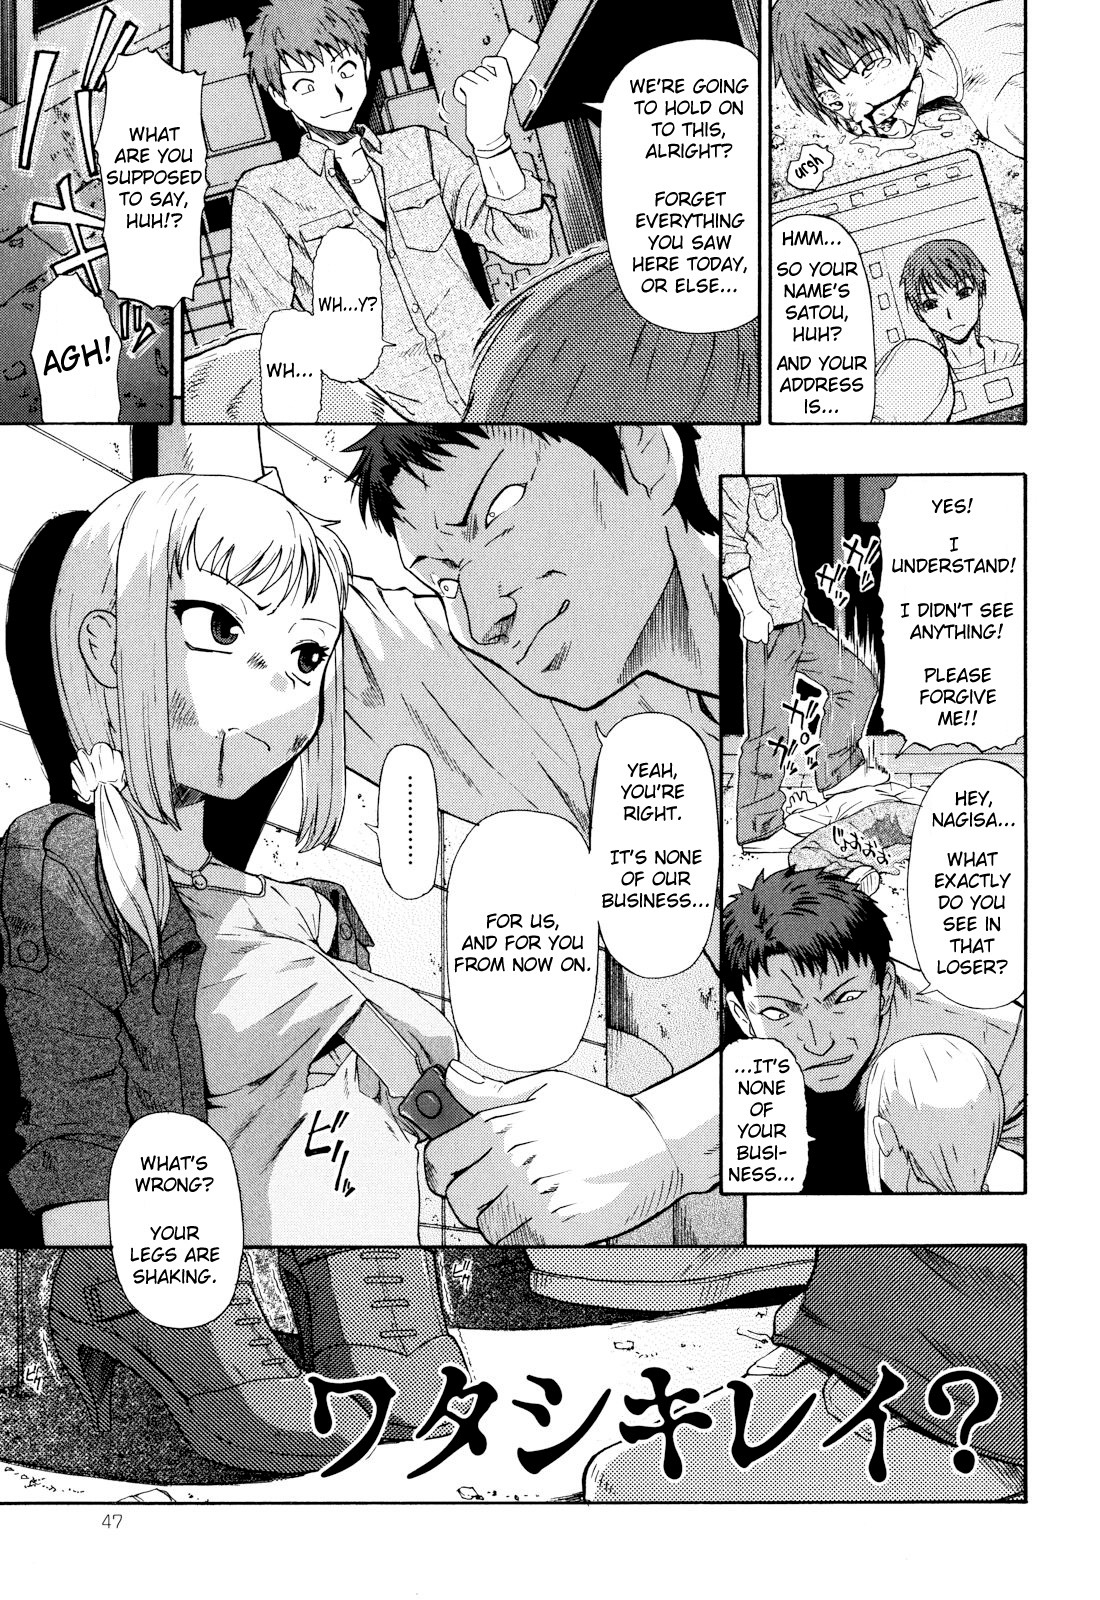 urgh
HMM...
SO YOUR
NAME'S
SATOU,
HUH?
AND YOUR
ADDRESS
IS...
WE'RE GOING
TO HOLD ON
TO THIS,
ALRIGHT?
FORGET
EVERYTHING
YOU SAW
HERE TODAY,
OR ELSE...
WH...Y?
WH...
WHAT
ARE YOU
SUPPOSED
TO SAY,
HUH!?
AGH!
YES!
I
UNDERSTAND!
I DIDN'T SEE
ANYTHING!
PLEASE
FORGIVE
ME!!
HEY,
NAGISA...
WHAT
EXACTLY
DO YOU
SEE IN
THAT
LOSER?
...IT'S
NONE
OF
YOUR
BUSI-
NESS...
YEAH,
YOU'RE
RIGHT.
IT'S NONE
OF OUR
BUSINESS...
FOR US,
AND FOR YOU
FROM NOW ON.
.........
ビッ
WHAT'S
WRONG?
YOUR
LEGS ARE
SHAKING.
ワタシキレイ?
47